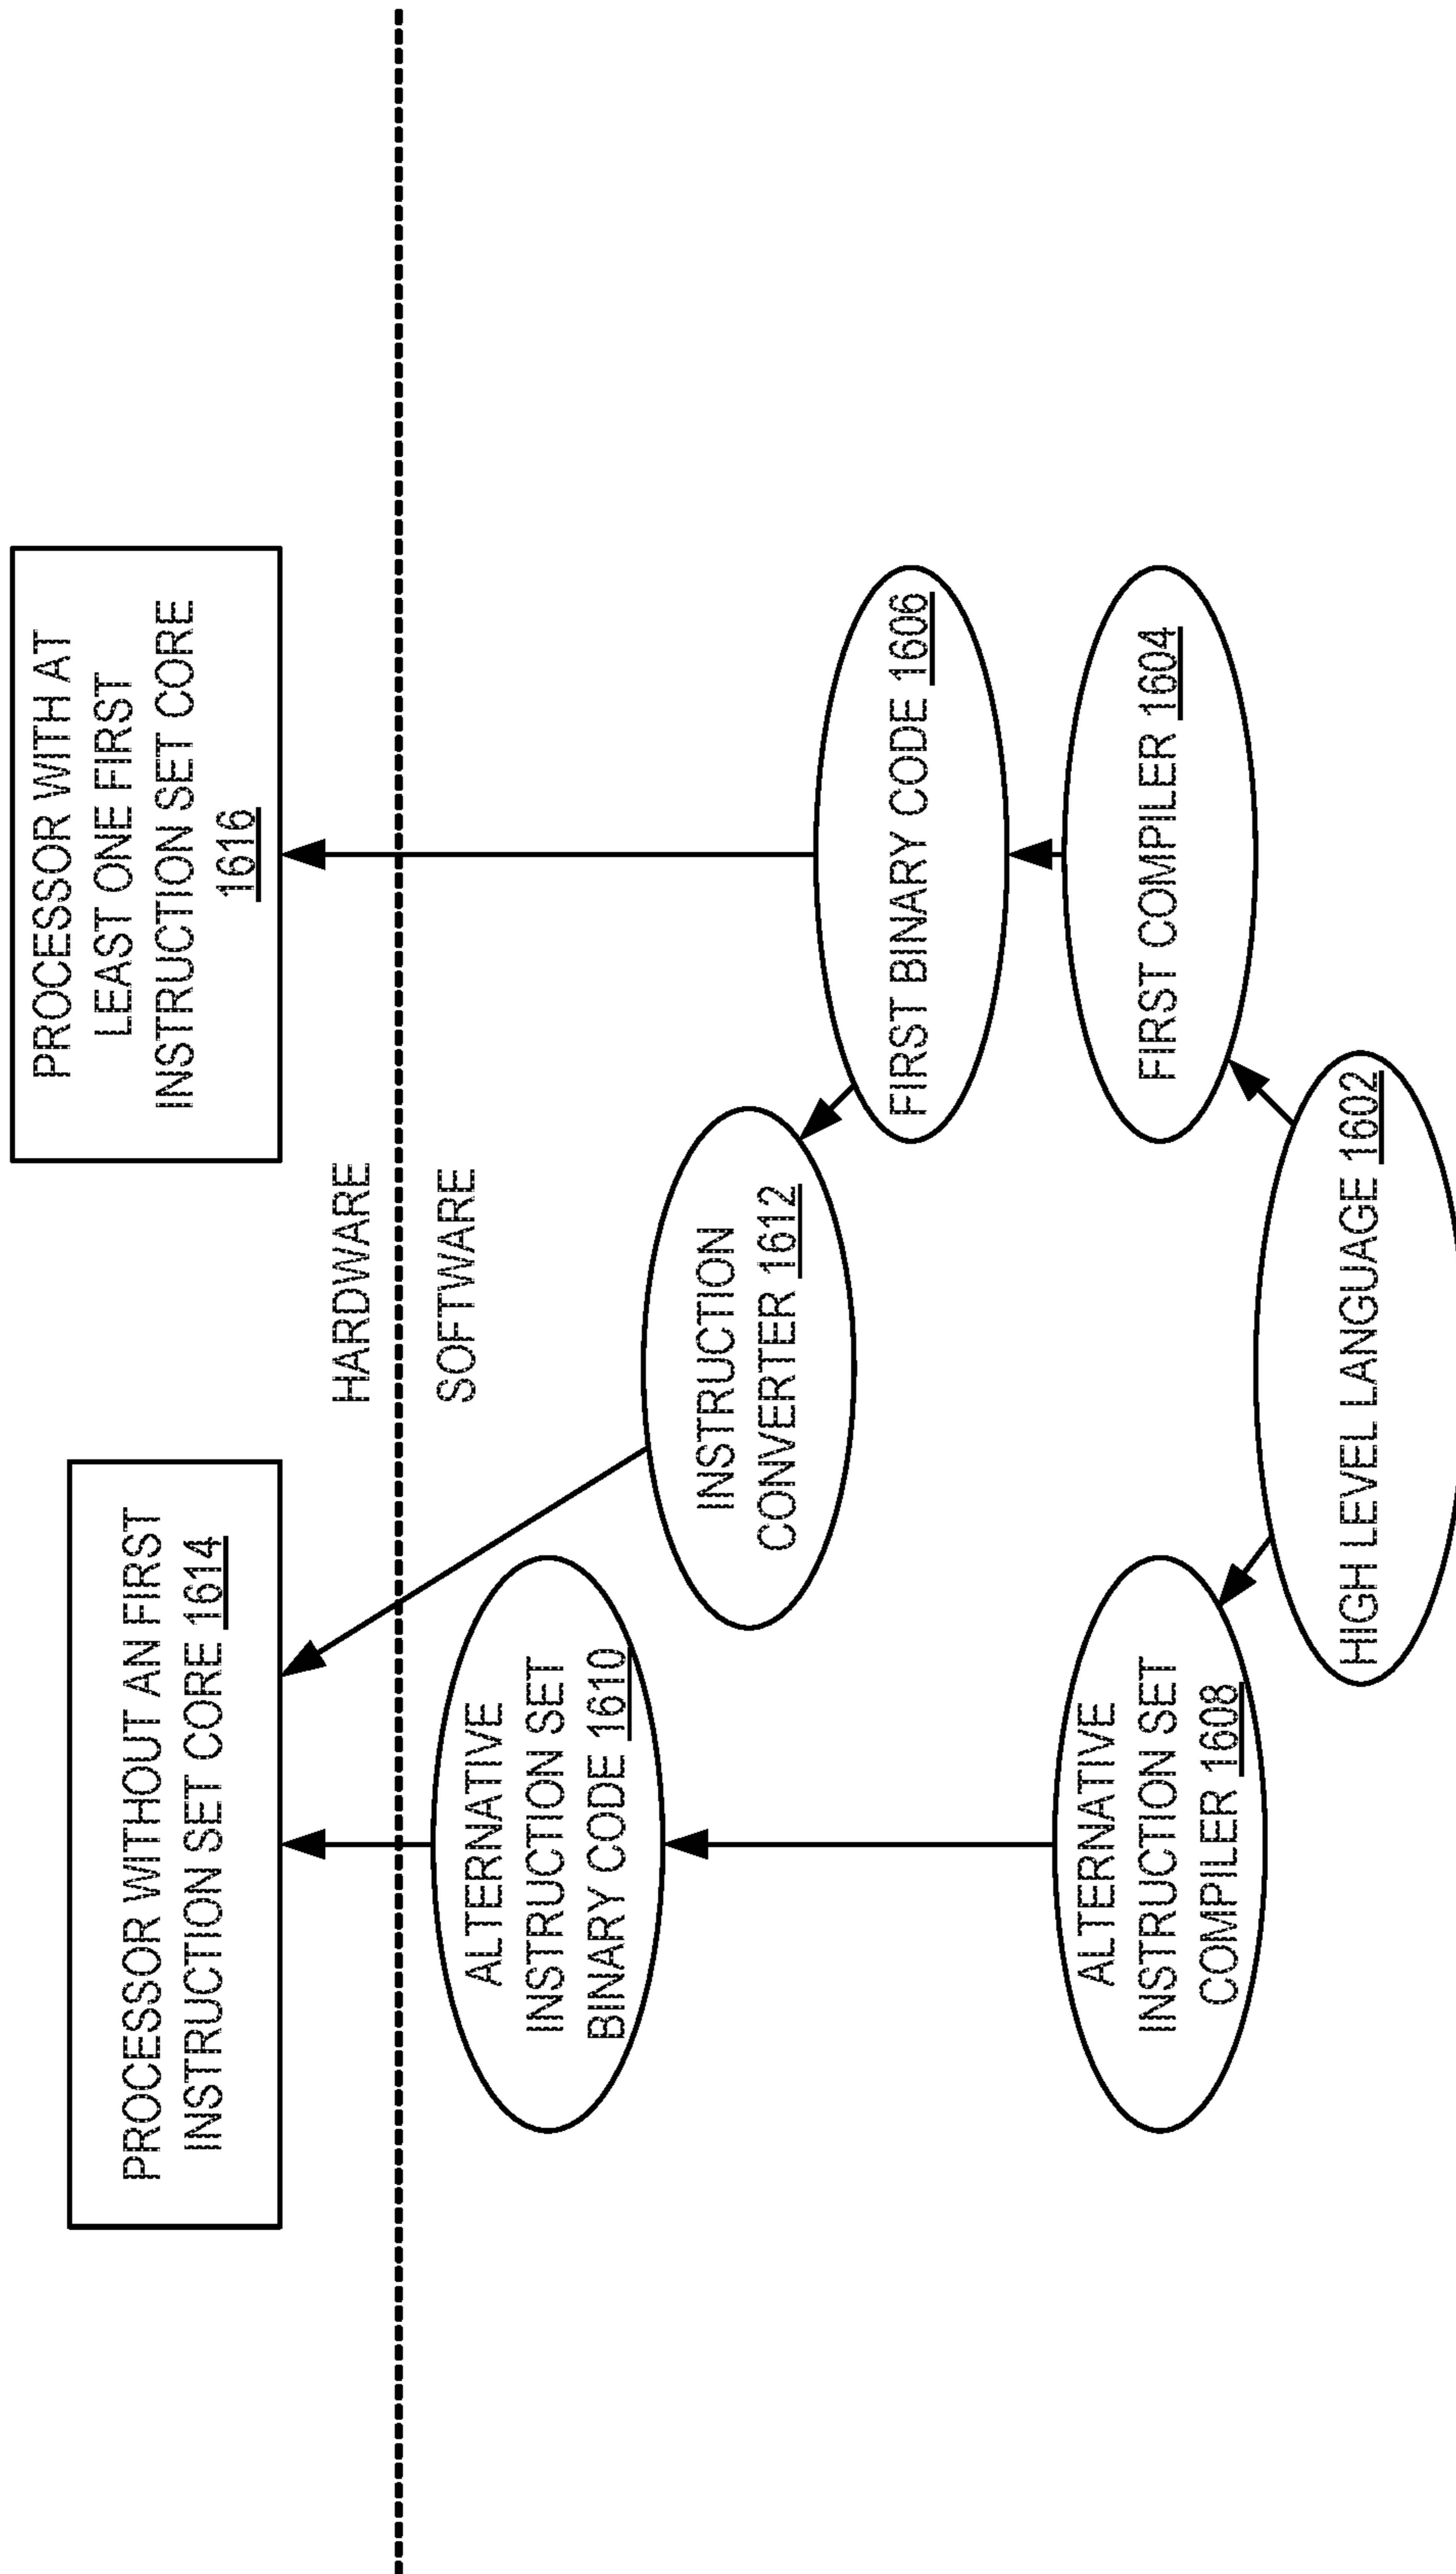 PROCESSOR WITHOUT AN FIRST
INSTRUCTION SET CORE 1614
PROCESSOR WITH AT
LEAST ONE FIRST
INSTRUCTION SET CORE
1616
HARDWARE
SOFTWARE
ALTERNATIVE
INSTRUCTION SET
BINARY CODE 1610
INSTRUCTION
CONVERTER 1612
FIRST BINARY CODE 1606
ALTERNATIVE
INSTRUCTION SET
COMPILER 1608
FIRST COMPILER 1604
HIGH LEVEL LANGUAGE 1602